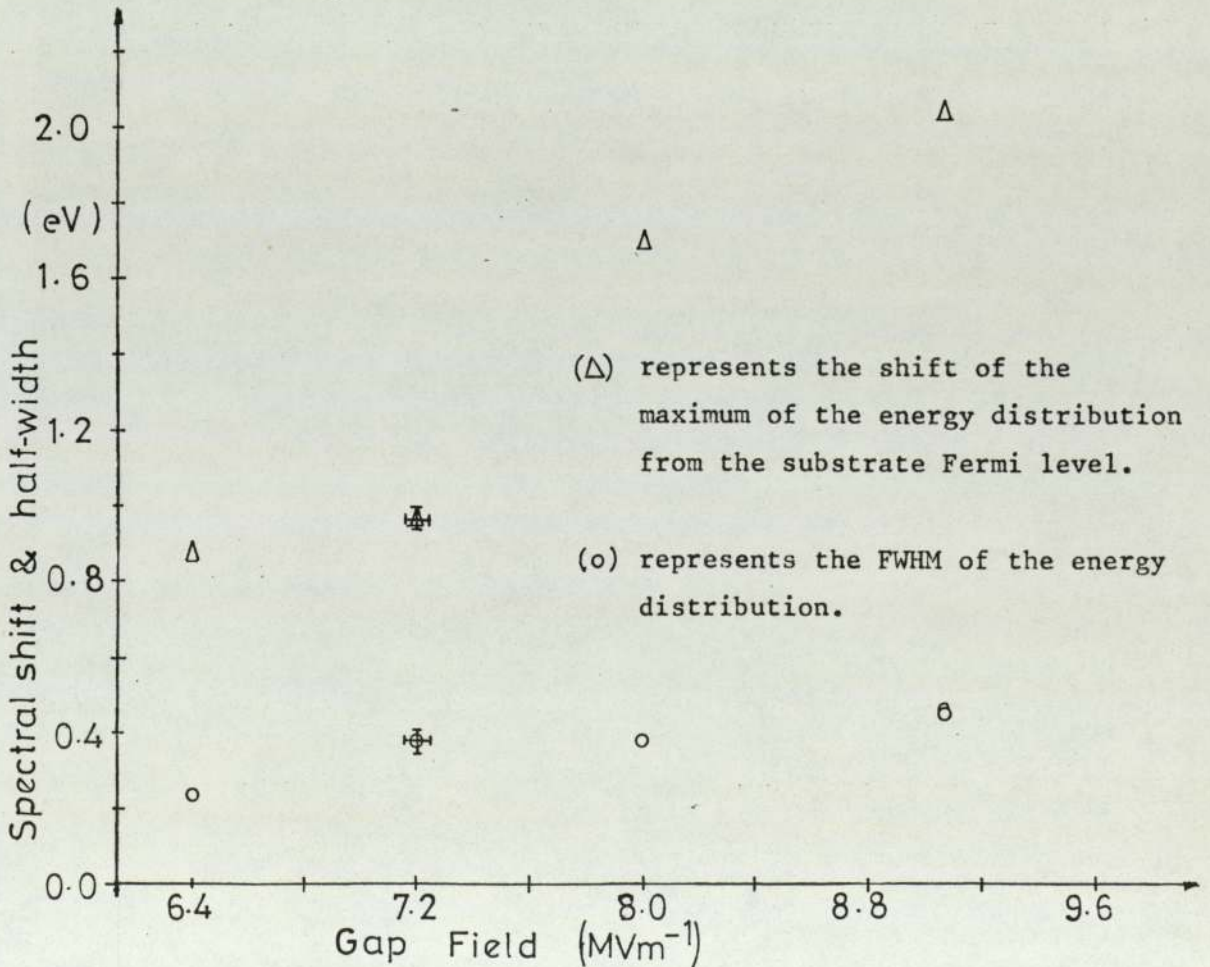 2.0
(eV)
1.6
1.2
0.8
0.4
0.0
Spectral shift & half-width
(Δ) represents the shift of the
maximum of the energy distribution
from the substrate Fermi level.
(o) represents the FWHM of the energy
distribution.
6.4 7.2 8.0 8.8 9.6
Gap Field (MVm⁻¹)